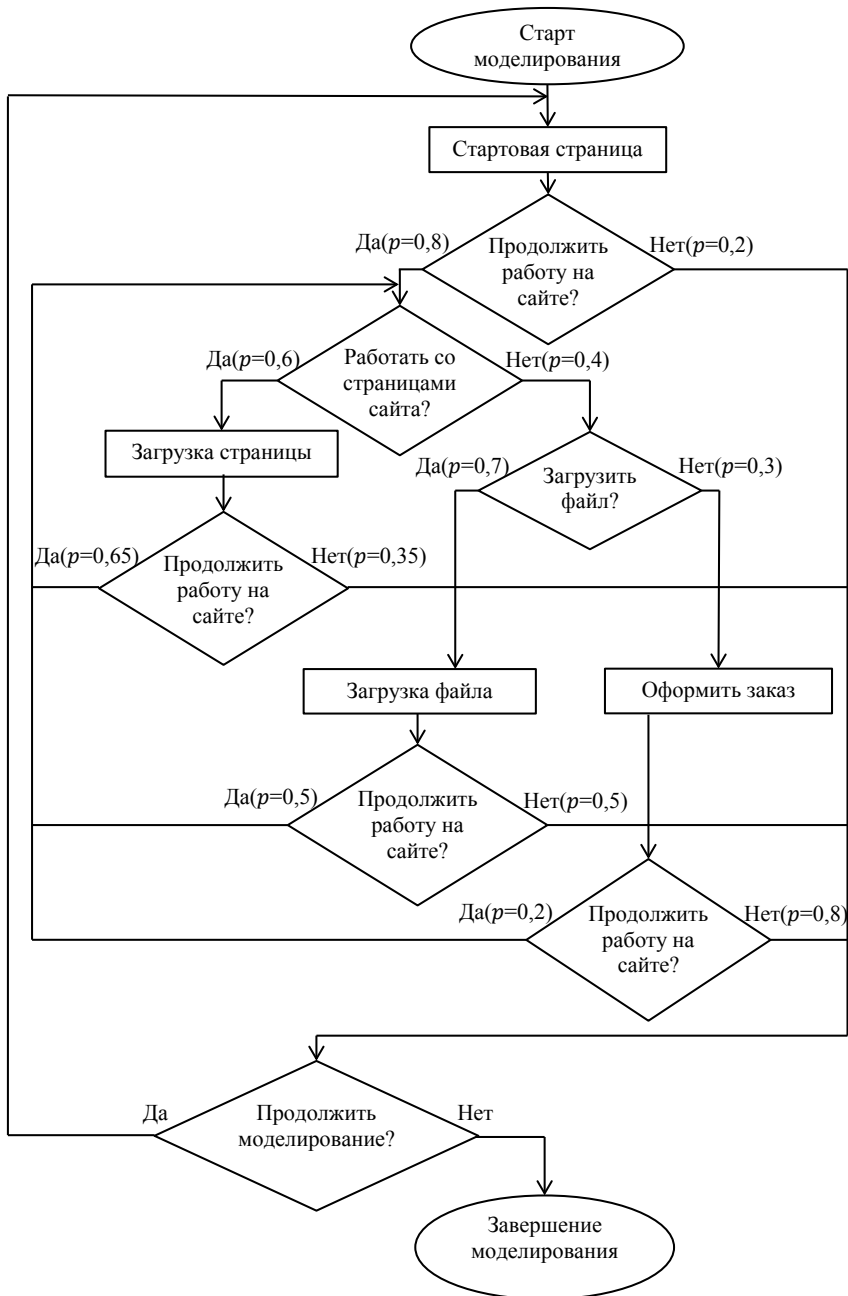 Старт
моделирования
Стартовая страница
Да(p=0,8)
Продолжить
работу на
сайте?
Нет(p=0,2)
Да(p=0,6)
Работать со
страницами
сайта?
Нет(p=0,4)
Загрузка страницы
Да(p=0,7)
Загрузить
файл?
Нет(p=0,3)
Да(p=0,65)
Продолжить
работу на
сайте?
Нет(p=0,35)
Загрузка файла
Оформить заказ
Да(p=0,5)
Продолжить
работу на
сайте?
Нет(p=0,5)
Да(p=0,2)
Продолжить
работу на
сайте?
Нет(p=0,8)
Да
Продолжить
моделирование?
Нет
Завершение
моделирования